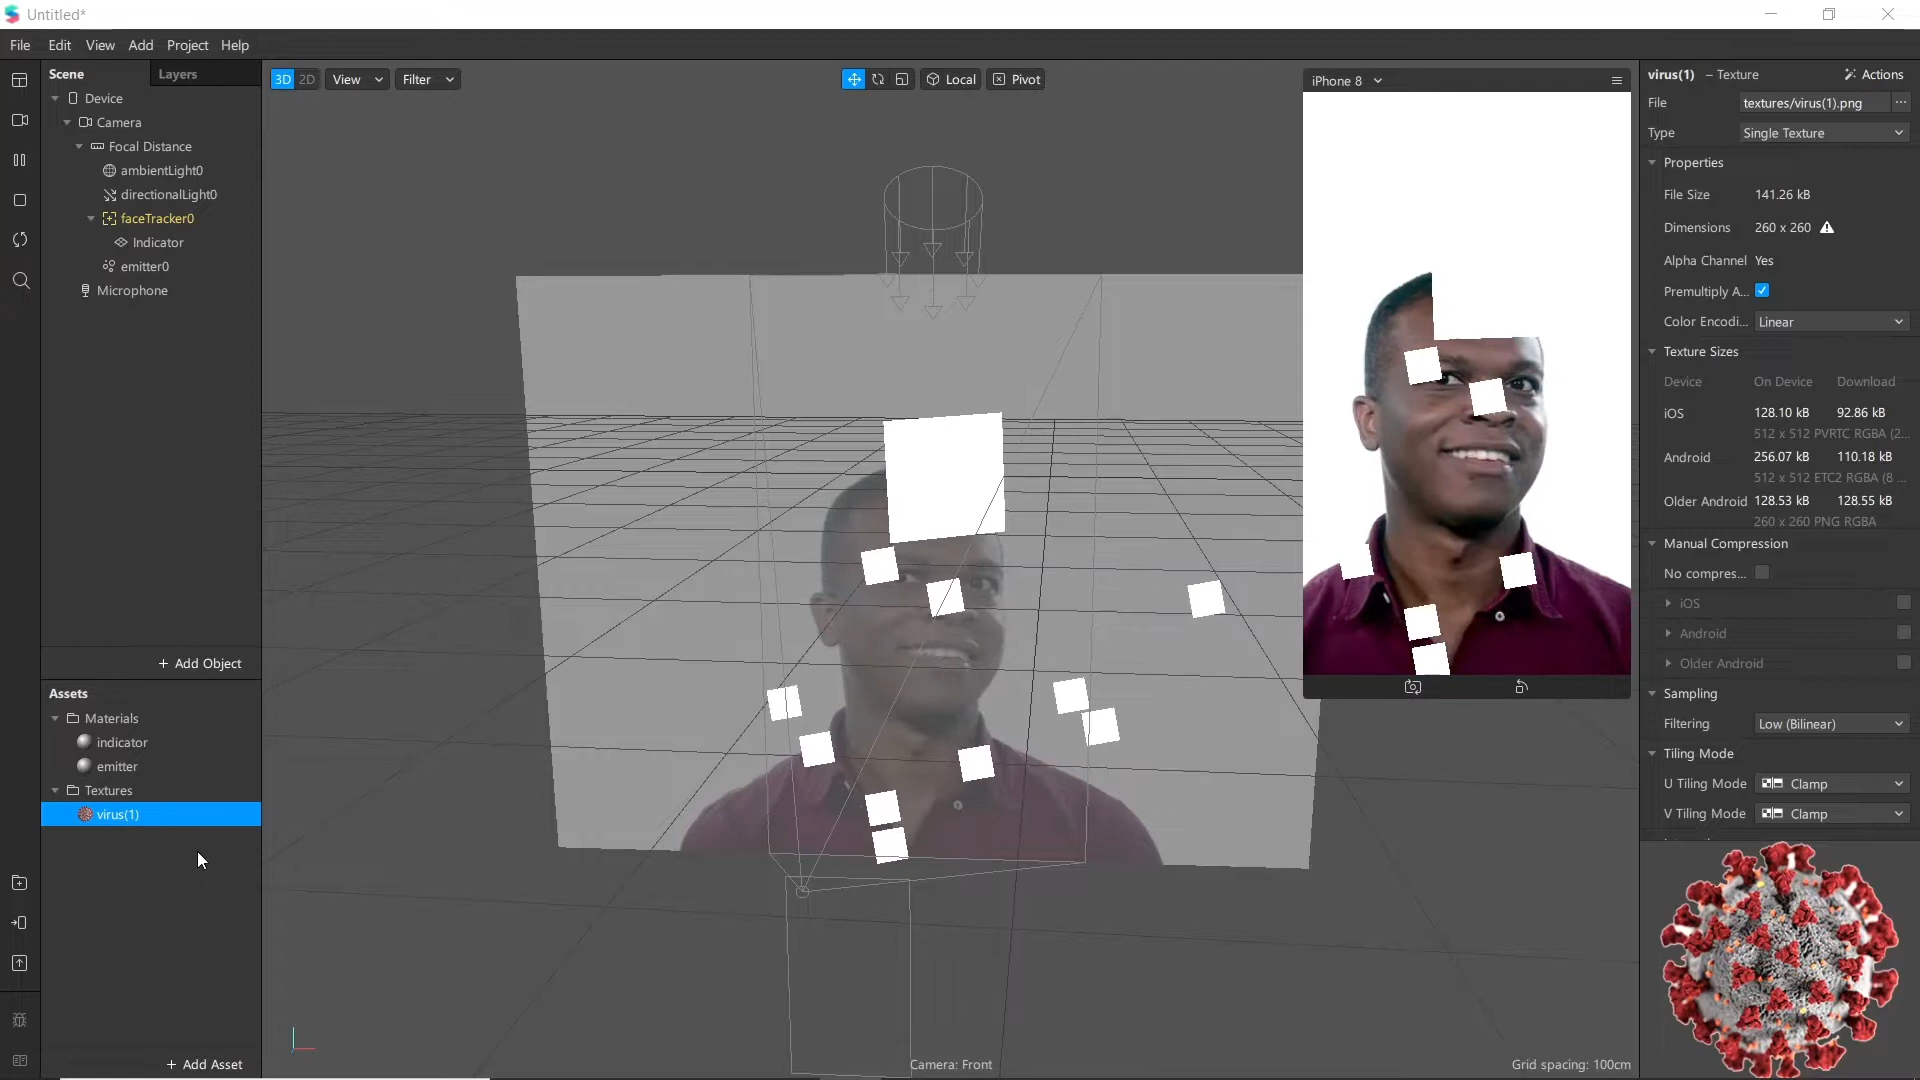 Untitled*
File Edit View Add Project Help
Scene Layers
Device
Camera
Focal Distance
ambientLight0
directionalLight0
faceTracker0
Indicator
emitter0
Microphone
+ Add Object
Assets
Materials
indicator
emitter
Textures
virus(1)
+ Add Asset
3D 2D View Filter
Local Pivot
iPhone 8
Camera: Front
Grid spacing: 100cm
virus(1) – Texture Actions
File textures/virus(1).png ...
Type Single Texture
Properties
File Size 141.26 kB
Dimensions 260 x 260
Alpha Channel Yes
Premultiply A...
Color Encodi... Linear
Texture Sizes
Device On Device Download
iOS 128.10 kB 92.86 kB
512 x 512 PVRTC RGBA (2...
Android 256.07 kB 110.18 kB
512 x 512 ETC2 RGBA (8 ...
Older Android 128.53 kB 128.55 kB
260 x 260 PNG RGBA
Manual Compression
No compres...
iOS
Android
Older Android
Sampling
Filtering Low (Bilinear)
Tiling Mode
U Tiling Mode Clamp
V Tiling Mode Clamp